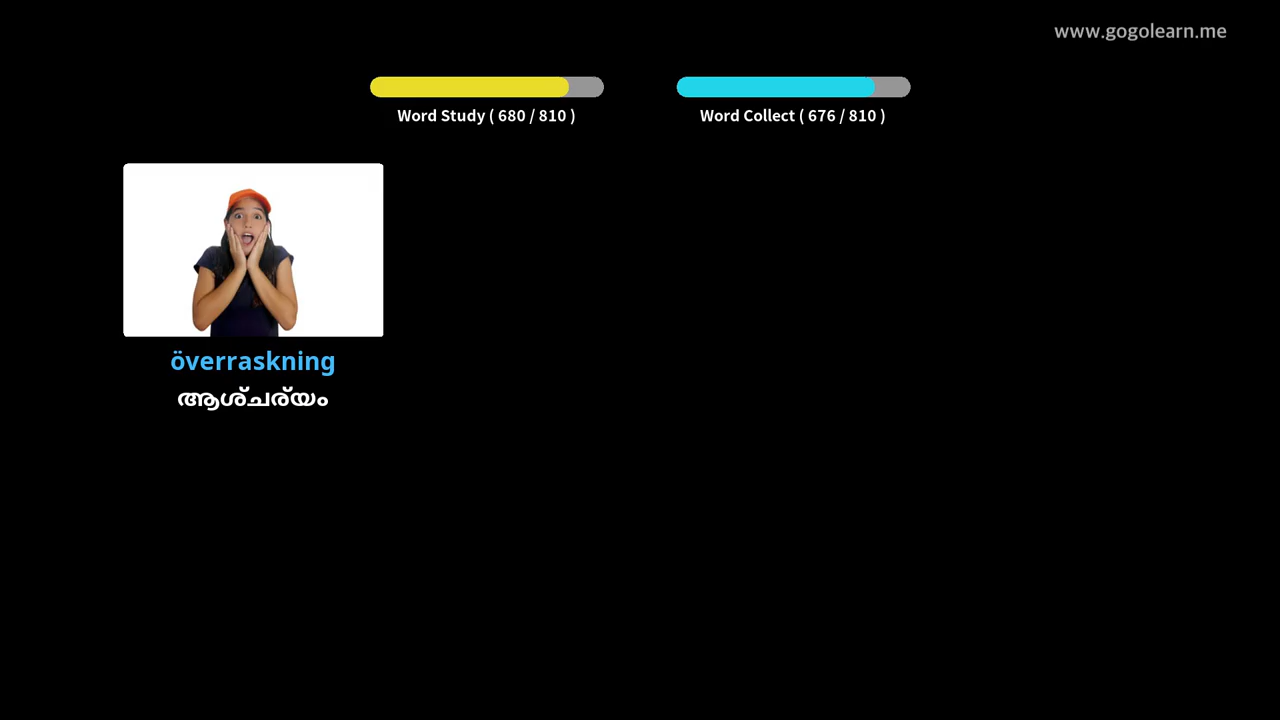 www.gogolearn.me
Word Study ( 680 / 810 )
Word Collect ( 676 / 810 )
överraskning
ആശ്ചര്യം